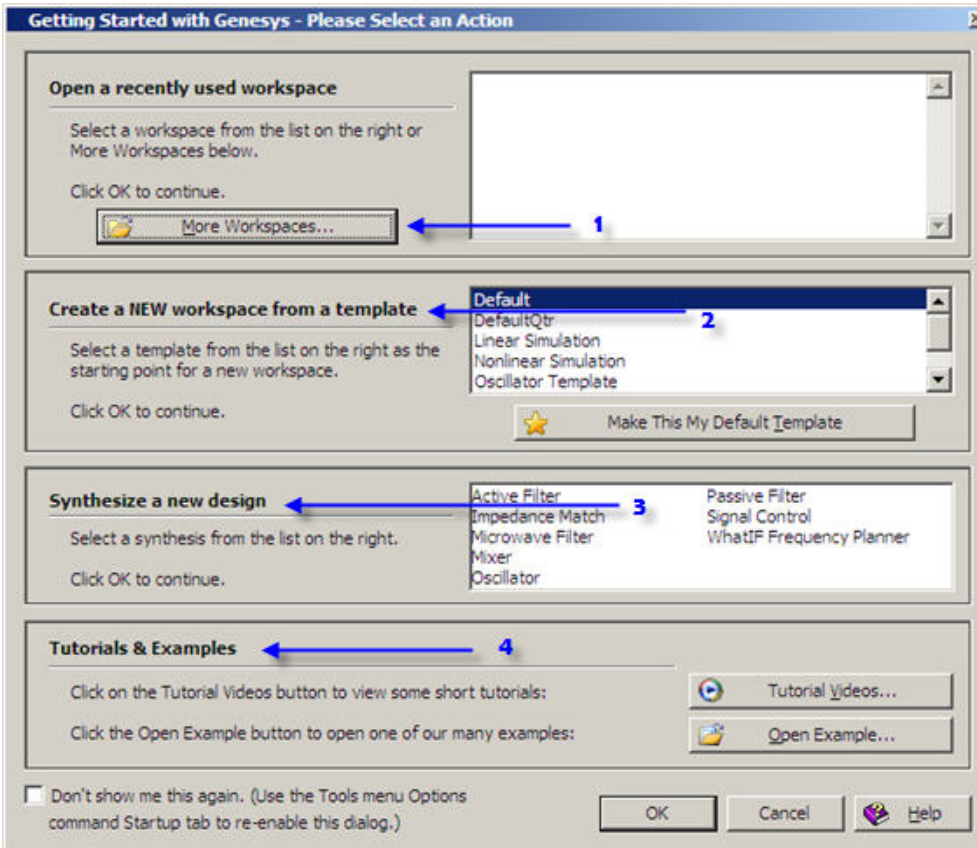 Getting Started with Genesys - Please Select an Action
Open a recently used workspace
Select a workspace from the list on the right or
More Workspaces below.
Click OK to continue.
More Workspaces...
1
Create a NEW workspace from a template
Select a template from the list on the right as the
starting point for a new workspace.
Click OK to continue.
Default
2
DefaultQtr
Linear Simulation
Nonlinear Simulation
Oscillator Template
Make This My Default Template
Synthesize a new design
3
Select a synthesis from the list on the right.
Click OK to continue.
Active Filter
Impedance Match
Microwave Filter
Mixer
Oscillator
Passive Filter
Signal Control
WhatIF Frequency Planner
Tutorials & Examples
4
Click on the Tutorial Videos button to view some short tutorials:
Tutorial Videos...
Click the Open Example button to open one of our many examples:
Open Example...
Don't show me this again. (Use the Tools menu Options
command Startup tab to re-enable this dialog.)
OK
Cancel
Help